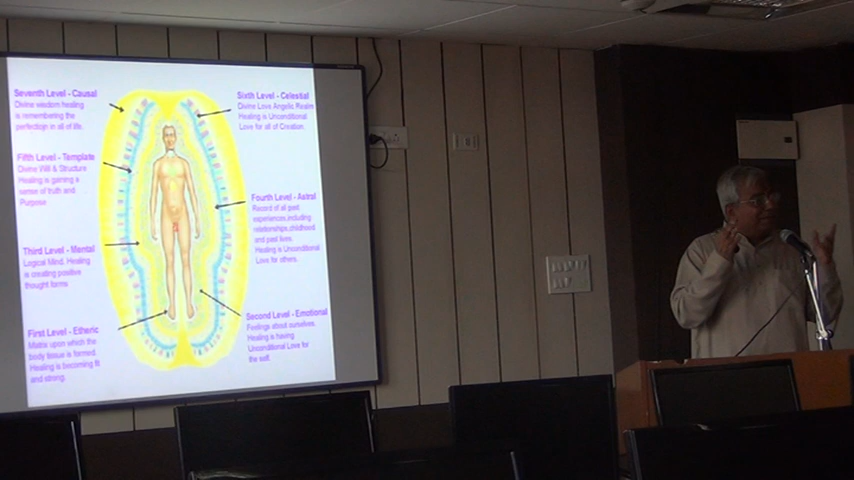 Seventh Level - Causal
Divine wisdom healing
is remembering the
perfection in all of life.
Sixth Level - Celestial
Divine Love Angelic Realm
Healing is Unconditional
Love for all of Creation.
Fifth Level - Template
Divine Will & Structure
Healing is gaining a
sense of truth and
Purpose
Fourth Level - Astral
Record of all past
experiences,including
relationships,childhood
and past lives.
Healing is Unconditional
Love for others.
Third Level - Mental
Logical Mind. Healing
is creating positive
thought forms
Second Level - Emotional
Feelings about ourselves.
Healing is having
Unconditional Love for
the self.
First Level - Etheric
Matrix upon which the
body tissue is formed.
Healing is becoming fit
and strong.